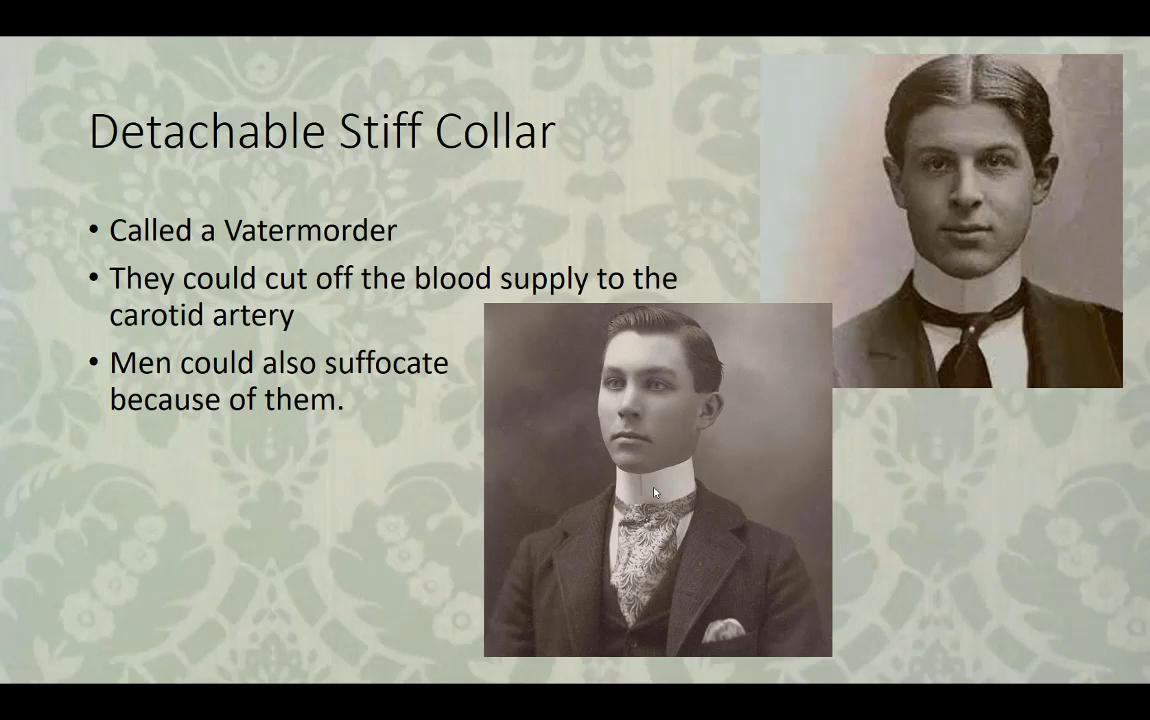 Detachable Stiff Collar
• Called a Vatermorder
• They could cut off the blood supply to the
carotid artery
• Men could also suffocate
because of them.